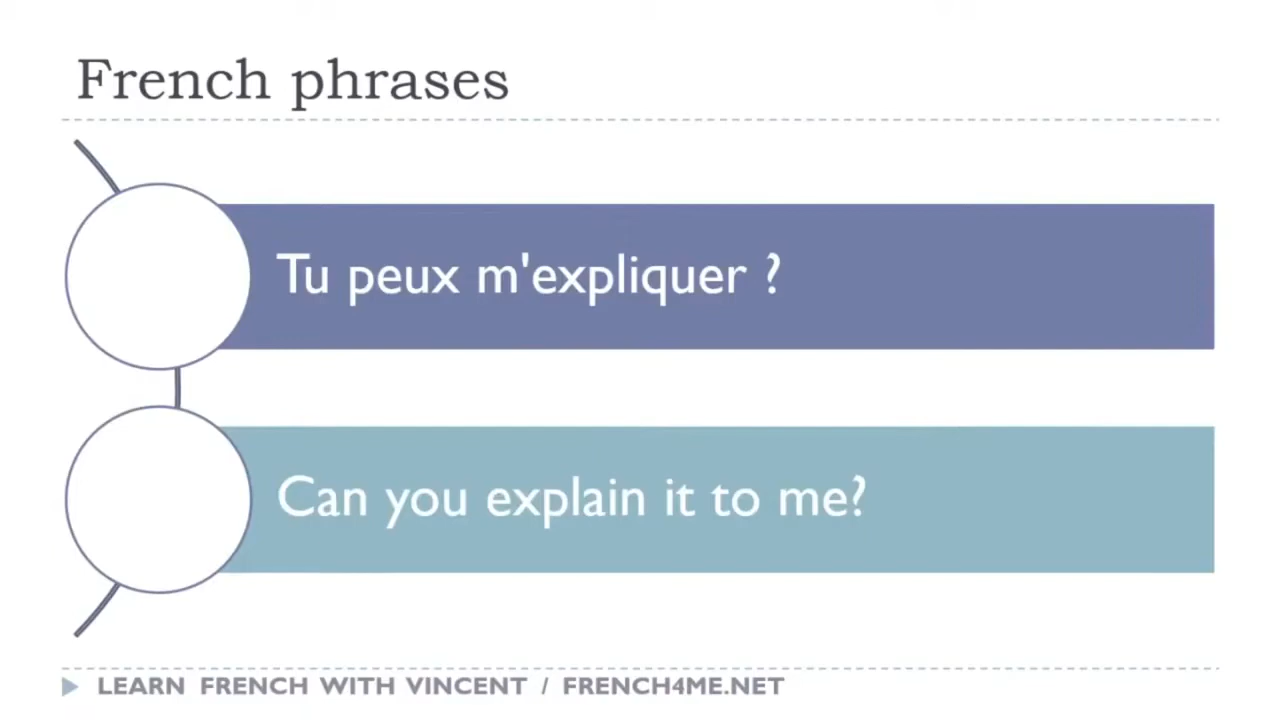 French phrases
Tu peux m'expliquer ?
Can you explain it to me?
LEARN FRENCH WITH VINCENT / FRENCH4ME.NET